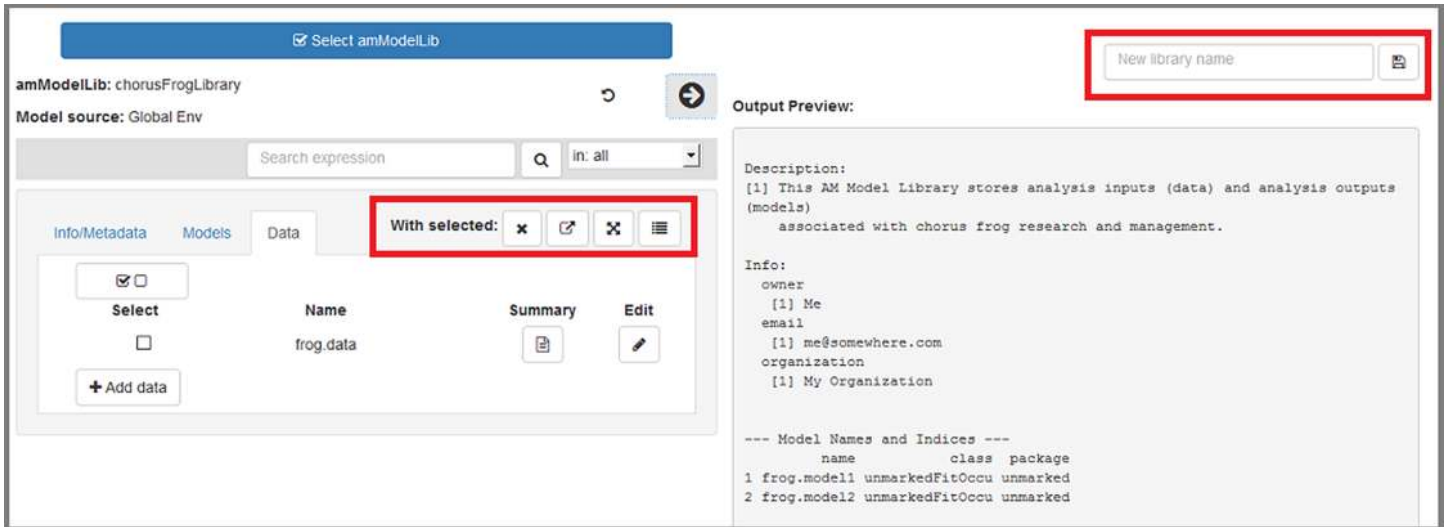 Select amModelLib
amModelLib: chorusFrogLibrary
Model source: Global Env
Search expression
in: all
Info/Metadata
Models
Data
With selected:
Select
Name
Summary
Edit
frog.data
Add data
New library name
Output Preview:
Description:
[1] This AM Model Library stores analysis inputs (data) and analysis outputs
(models)
associated with chorus frog research and management.
Info:
owner
[1] Me
email
[1] me@somewhere.com
organization
[1] My Organization
--- Model Names and Indices ---
name class package
1 frog.model1 unmarkedFitOccu unmarked
2 frog.model2 unmarkedFitOccu unmarked